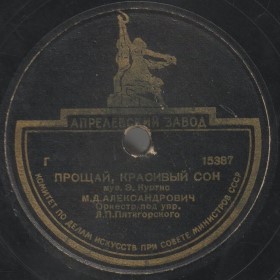 АПРЕЛЕВСКИЙ ЗАВОД
Г 15387
ПРОЩАЙ, КРАСИВЫЙ СОН
муз. Э. Куртис
М.Д.АЛЕКСАНДРОВИЧ
Оркестр под упр.
Л.П.Пятигорского
КОМИТЕТ ПО ДЕЛАМ ИСКУССТВ ПРИ СОВЕТЕ МИНИСТРОВ СССР